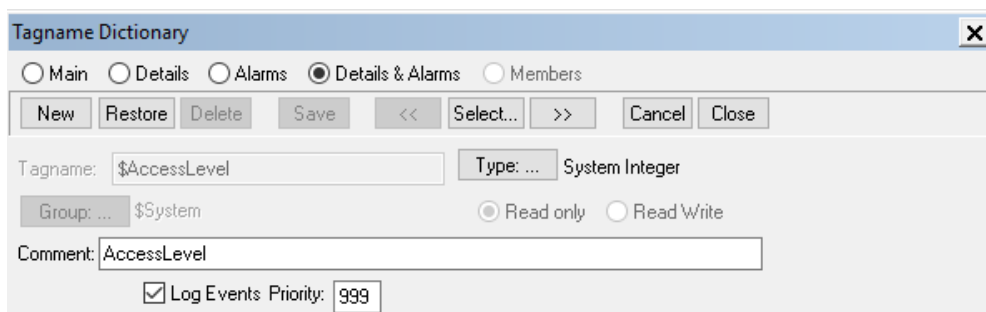 Tagname Dictionary
Main Details Alarms Details & Alarms Members
New Restore Delete Save << Select... >> Cancel Close
Tagname: $AccessLevel Type: ... System Integer
Group: ... $System Read only Read Write
Comment: AccessLevel
Log Events Priority: 999